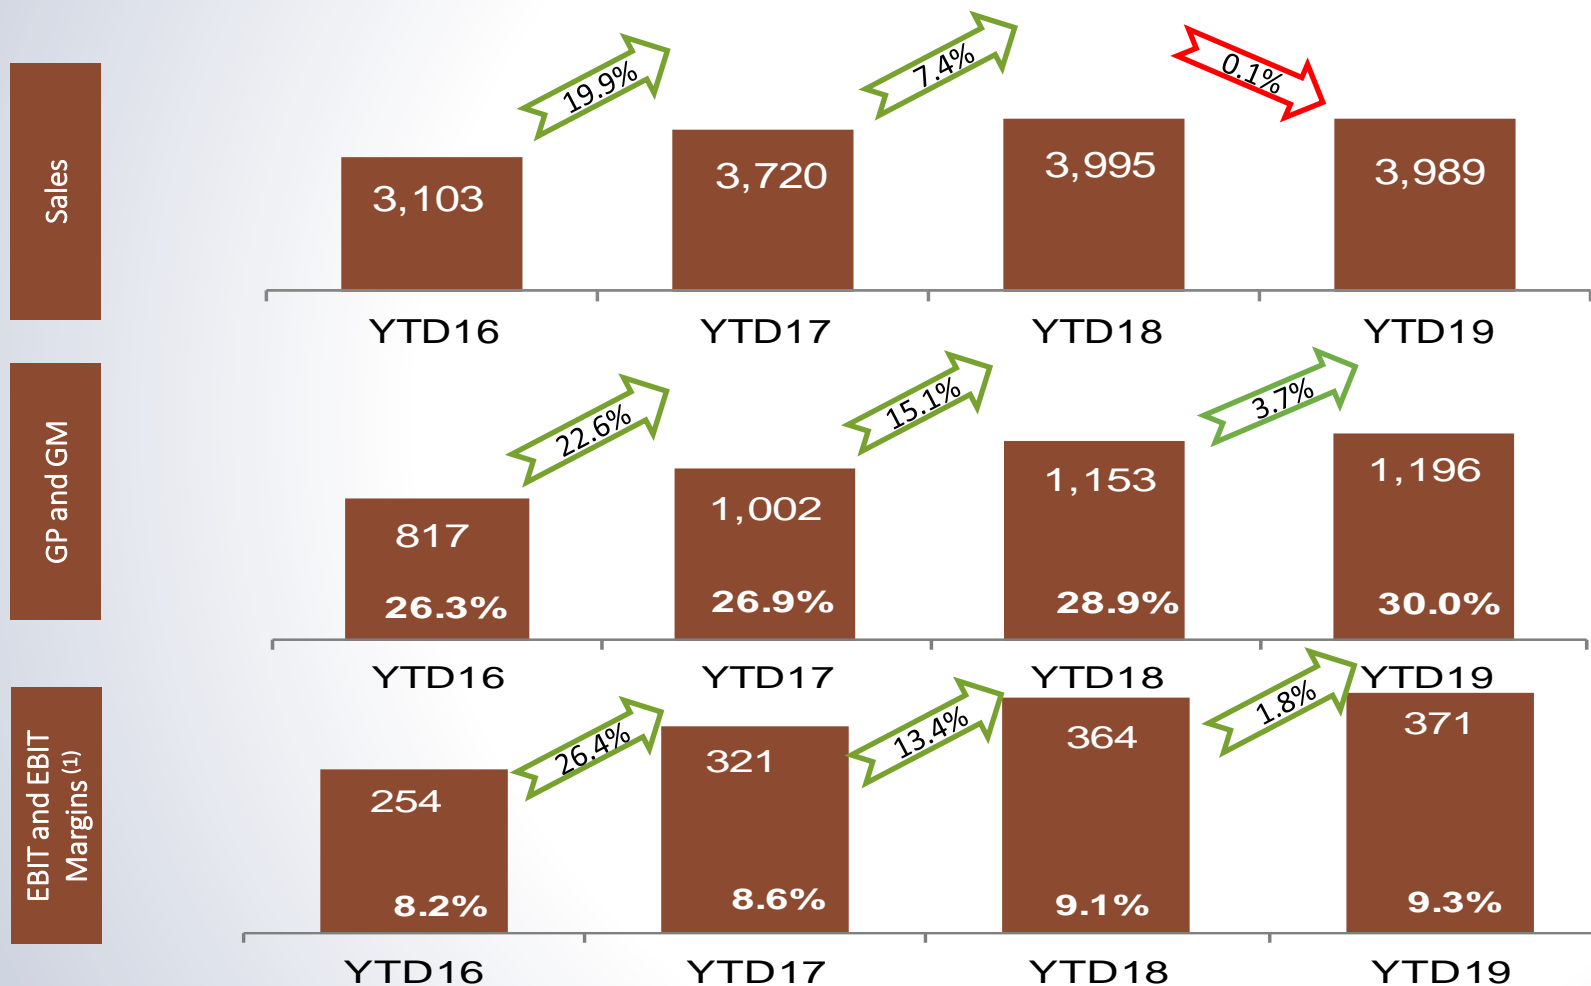 Sales
19.9%
7.4%
0.1%
3,103
3,720
3,995
3,989
YTD16
YTD17
YTD18
YTD19
GP and GM
22.6%
15.1%
3.7%
817
1,002
1,153
1,196
26.3%
26.9%
28.9%
30.0%
YTD16
YTD17
YTD18
YTD19
EBIT and EBIT
Margins (1)
26.4%
13.4%
1.8%
254
321
364
371
8.2%
8.6%
9.1%
9.3%
YTD16
YTD17
YTD18
YTD19